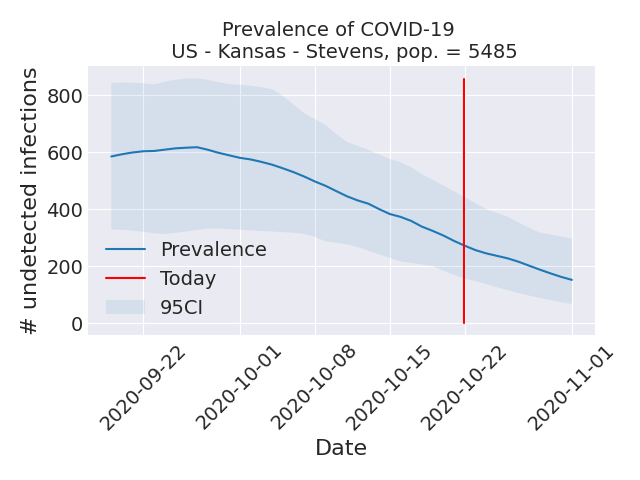 Prevalence of COVID-19
US - Kansas - Stevens, pop. = 5485
# undetected infections
800
600
400
200
0
Prevalence
Today
95CI
2020-09-22
2020-10-01
2020-10-08
2020-10-15
2020-10-22
2020-11-01
Date